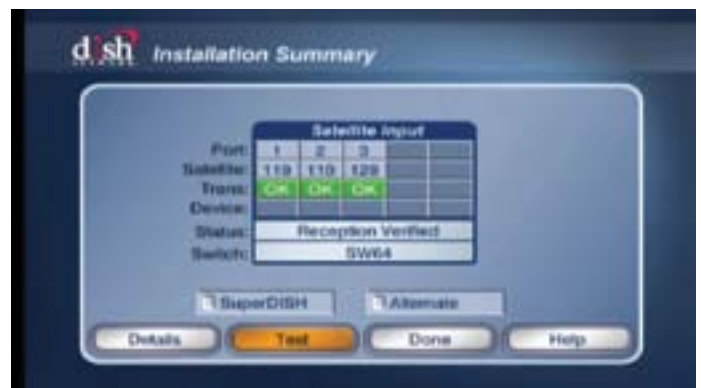 dish Installation Summary
NETWORK
Satellite Input
Port: 1 2 3
Satellite: 119 110 129
Trans: OK OK OK
Device:
Status: Reception Verified
Switch: SW64
SuperDISH Alternate
Details Test Done Help